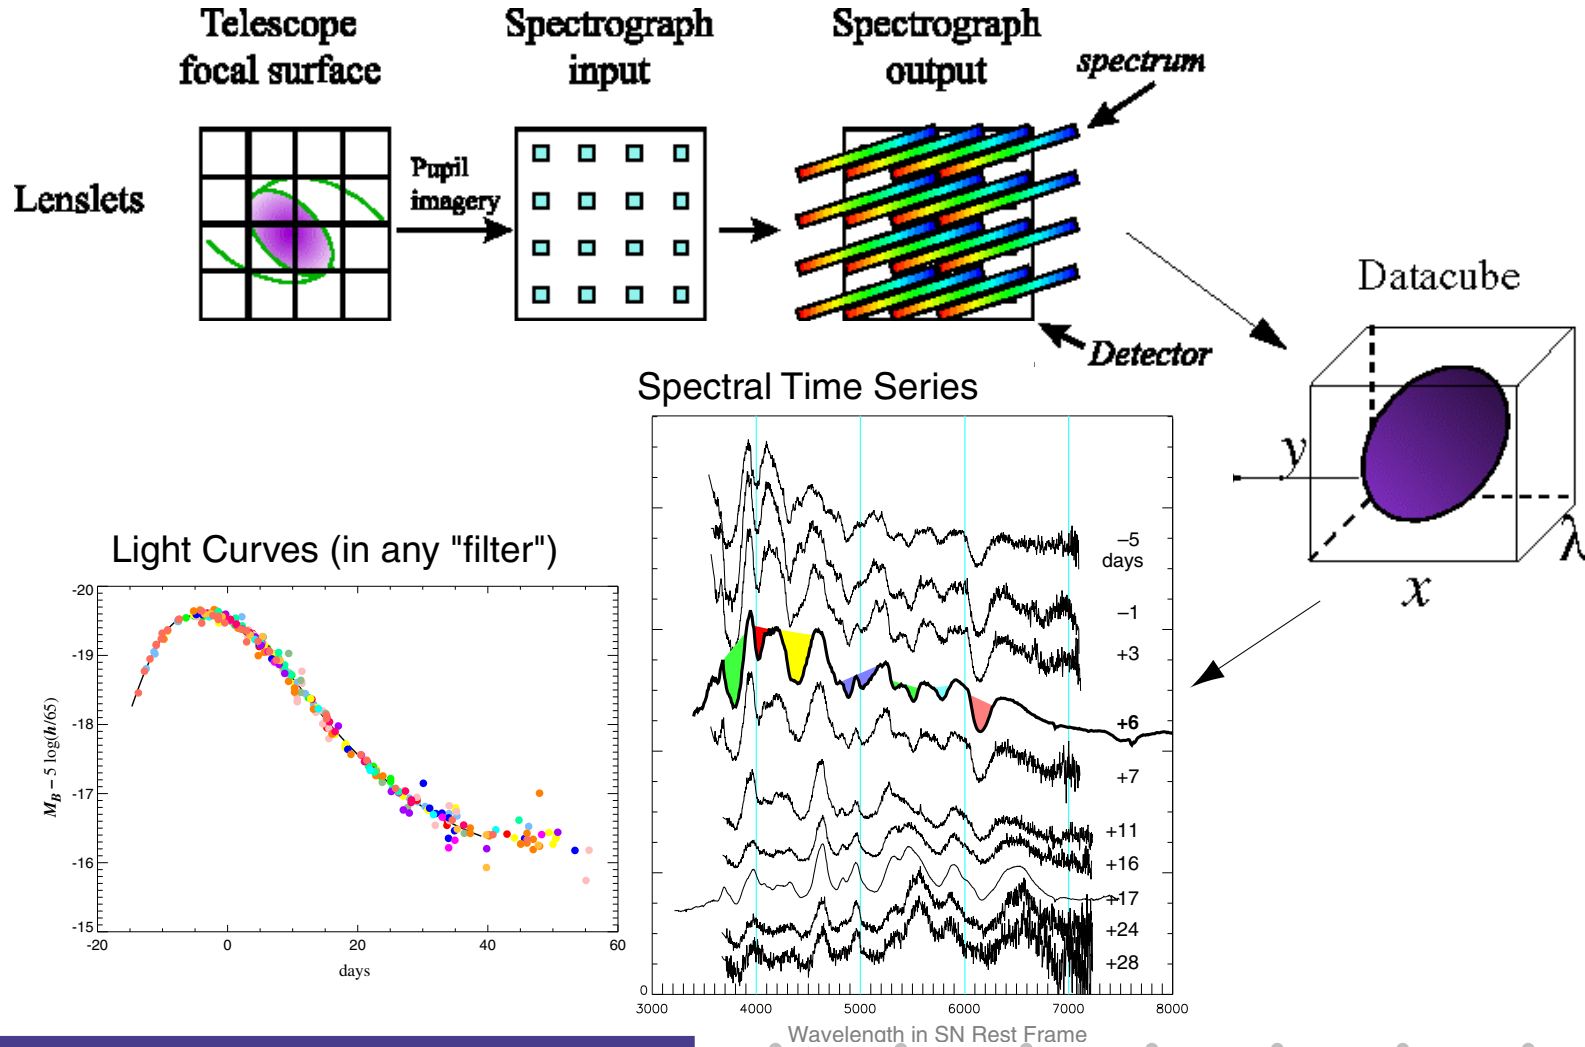 Telescope
focal surface
Spectrograph
input
Spectrograph
output
spectrum
Lenslets
Pupil
imagery
Detector
Datacube
y
x
λ
Spectral Time Series
−5
days
−1
+3
+6
+7
+11
+16
+17
+24
+28
0
3000 4000 5000 6000 7000 8000
Wavelength in SN Rest Frame
Light Curves (in any "filter")
-20
-19
-18
-17
-16
-15
M_B − 5 log(h/65)
-20 0 20 40 60
days